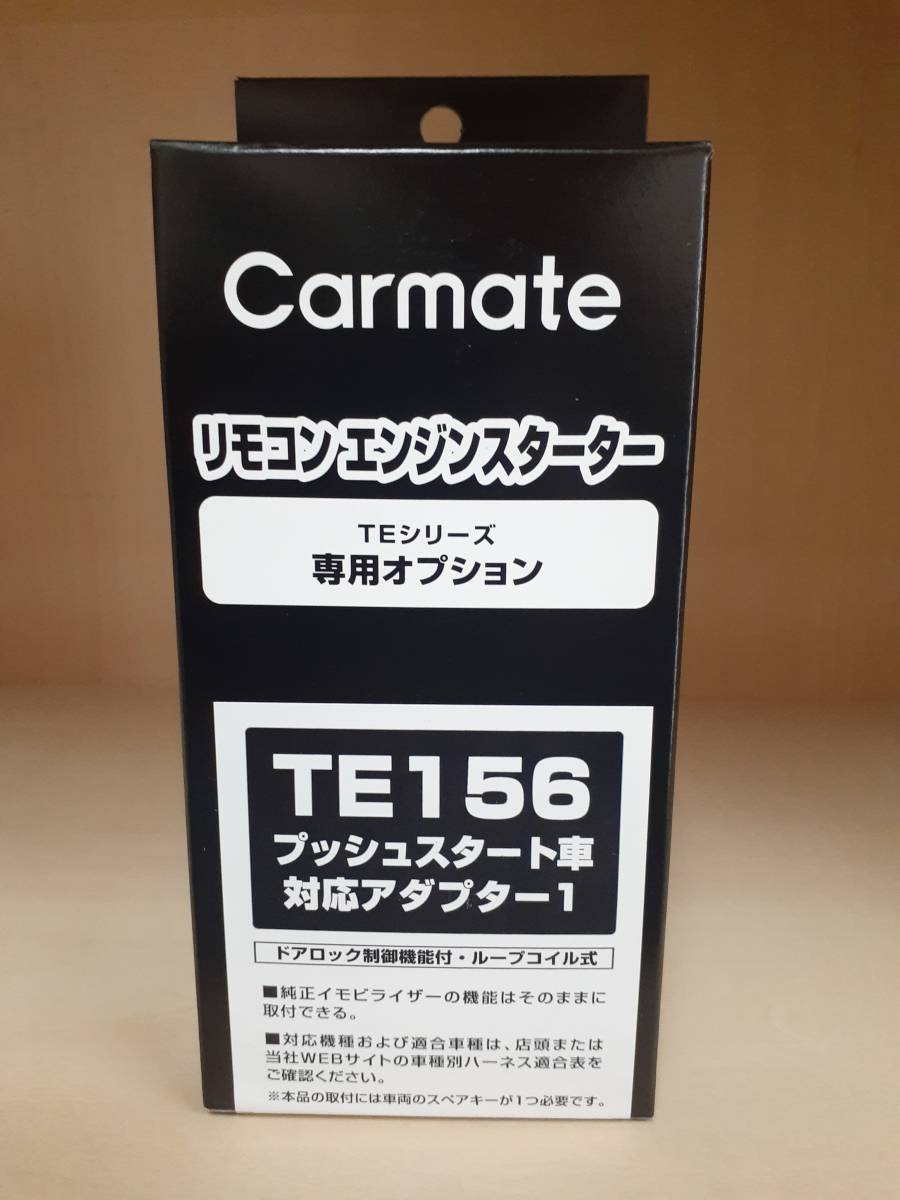 Carmate
リモコンエンジンスターター
TEシリーズ
専用オプション
TE156
プッシュスタート車
対応アダプター1
ドアロック制御機能付・ループコイル式
■純正イモビライザーの機能はそのままに
取付できる。
■対応機種および適合車種は、店頭または
当社WEBサイトの車種別ハーネス適合表を
ご確認ください。
※本品の取付には車両のスペアキーが1つ必要です。